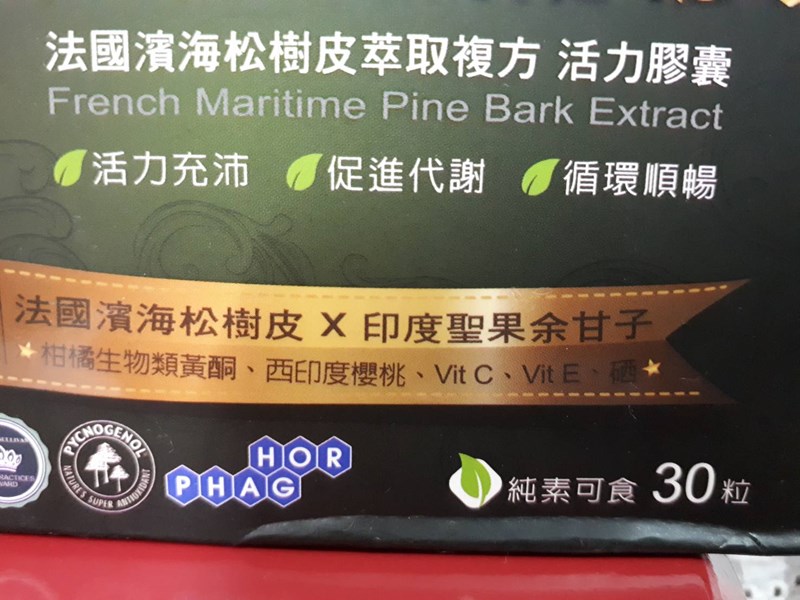 法國濱海松樹皮萃取複方 活力膠囊
French Maritime Pine Bark Extract
活力充沛 促進代謝 循環順暢
法國濱海松樹皮 X 印度聖果余甘子
柑橘生物類黃酮、西印度櫻桃、Vit C、Vit E、硒
PYCNOGENOL
NATURE'S SUPER ANTIOXIDANT
HOR
PHAG
純素可食 30粒